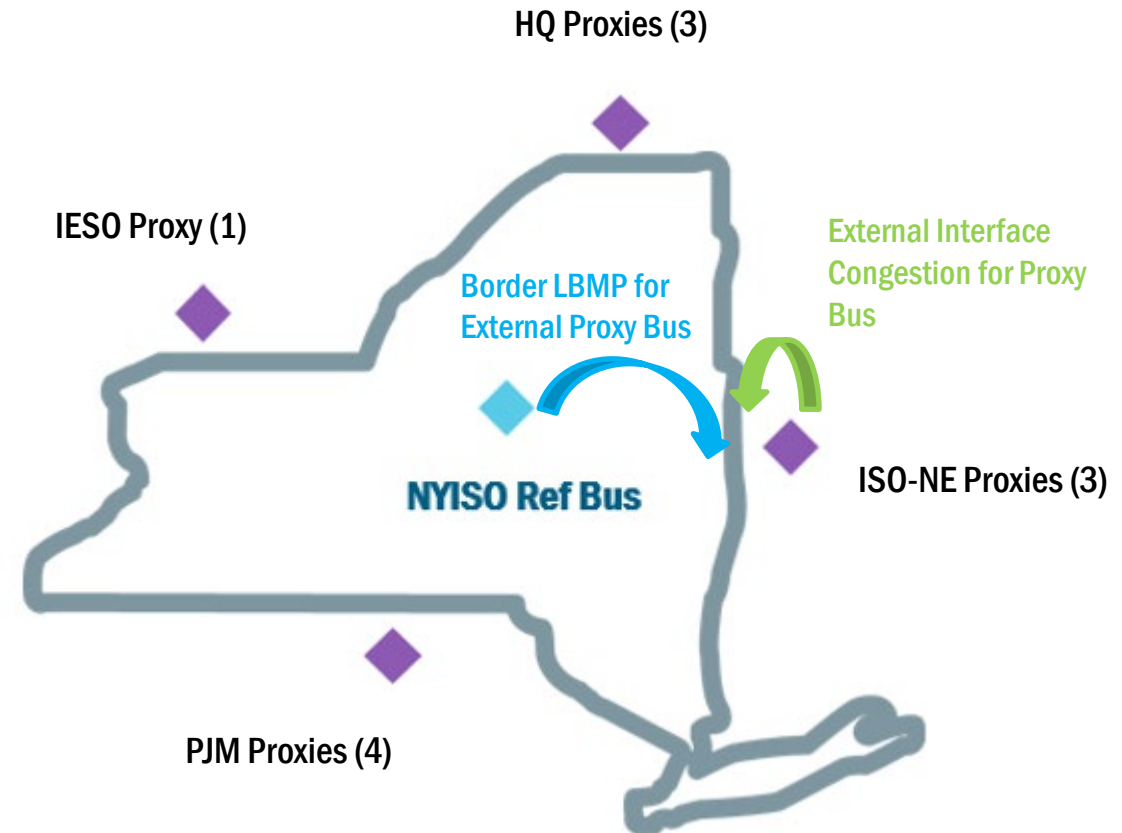 HQ Proxies (3)
IESO Proxy (1)
External Interface
Congestion for Proxy
Bus
Border LBMP for
External Proxy Bus
NYISO Ref Bus
ISO-NE Proxies (3)
PJM Proxies (4)